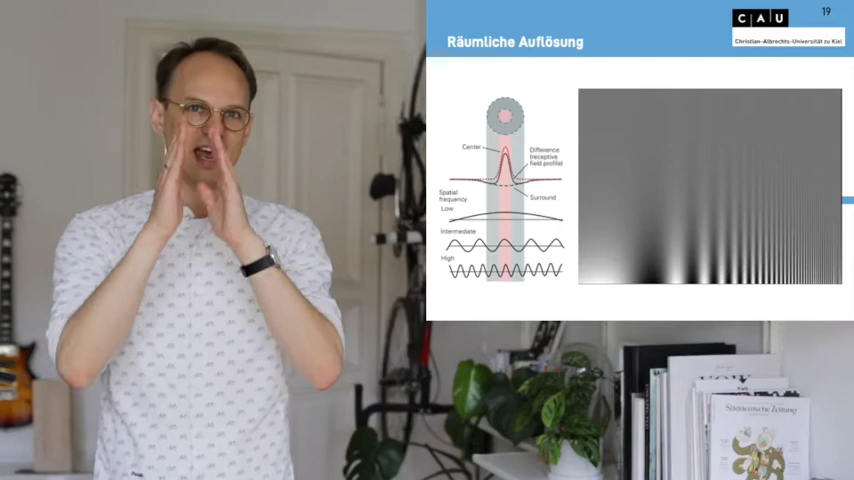 19
CAU
Christian-Albrechts-Universität zu Kiel
Räumliche Auflösung
Center
Difference
(receptive
field profile)
Surround
Spatial
frequency
Low
Intermediate
High
Süddeutsche Zeitung